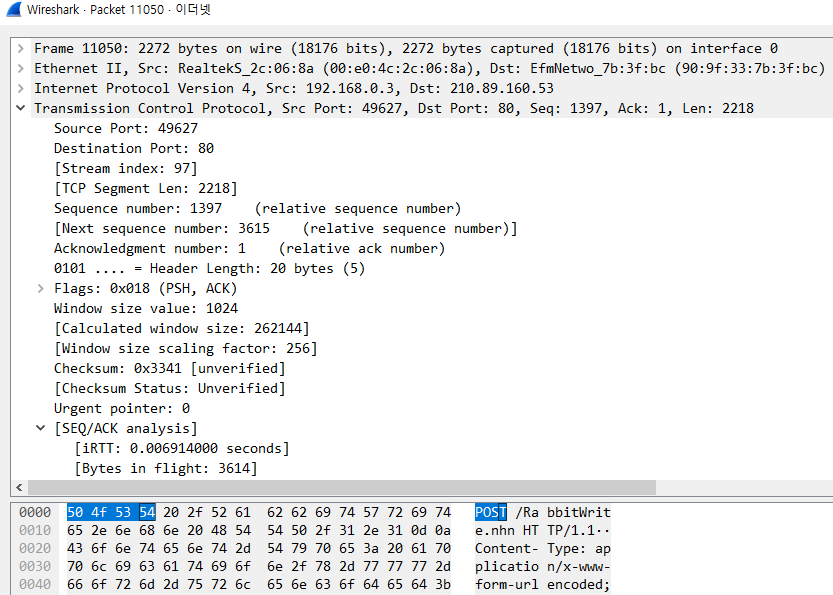 Wireshark · Packet 11050 · 이더넷
Frame 11050: 2272 bytes on wire (18176 bits), 2272 bytes captured (18176 bits) on interface 0
Ethernet II, Src: RealtekS_2c:06:8a (00:e0:4c:2c:06:8a), Dst: EfmNetwo_7b:3f:bc (90:9f:33:7b:3f:bc)
Internet Protocol Version 4, Src: 192.168.0.3, Dst: 210.89.160.53
Transmission Control Protocol, Src Port: 49627, Dst Port: 80, Seq: 1397, Ack: 1, Len: 2218
Source Port: 49627
Destination Port: 80
[Stream index: 97]
[TCP Segment Len: 2218]
Sequence number: 1397    (relative sequence number)
[Next sequence number: 3615    (relative sequence number)]
Acknowledgment number: 1    (relative ack number)
0101 .... = Header Length: 20 bytes (5)
Flags: 0x018 (PSH, ACK)
Window size value: 1024
[Calculated window size: 262144]
[Window size scaling factor: 256]
Checksum: 0x3341 [unverified]
[Checksum Status: Unverified]
Urgent pointer: 0
[SEQ/ACK analysis]
[iRTT: 0.006914000 seconds]
[Bytes in flight: 3614]
0000  50 4f 53 54 20 2f 52 61  62 62 69 74 57 72 69 74  POST /Ra bbitWrit
0010  65 2e 6e 68 6e 20 48 54  54 50 2f 31 2e 31 0d 0a  e.nhn HT TP/1.1··
0020  43 6f 6e 74 65 6e 74 2d  54 79 70 65 3a 20 61 70  Content- Type: ap
0030  70 6c 69 63 61 74 69 6f  6e 2f 78 2d 77 77 77 2d  plicatio n/x-www-
0040  66 6f 72 6d 2d 75 72 6c  65 6e 63 6f 64 65 64 3b  form-url encoded;